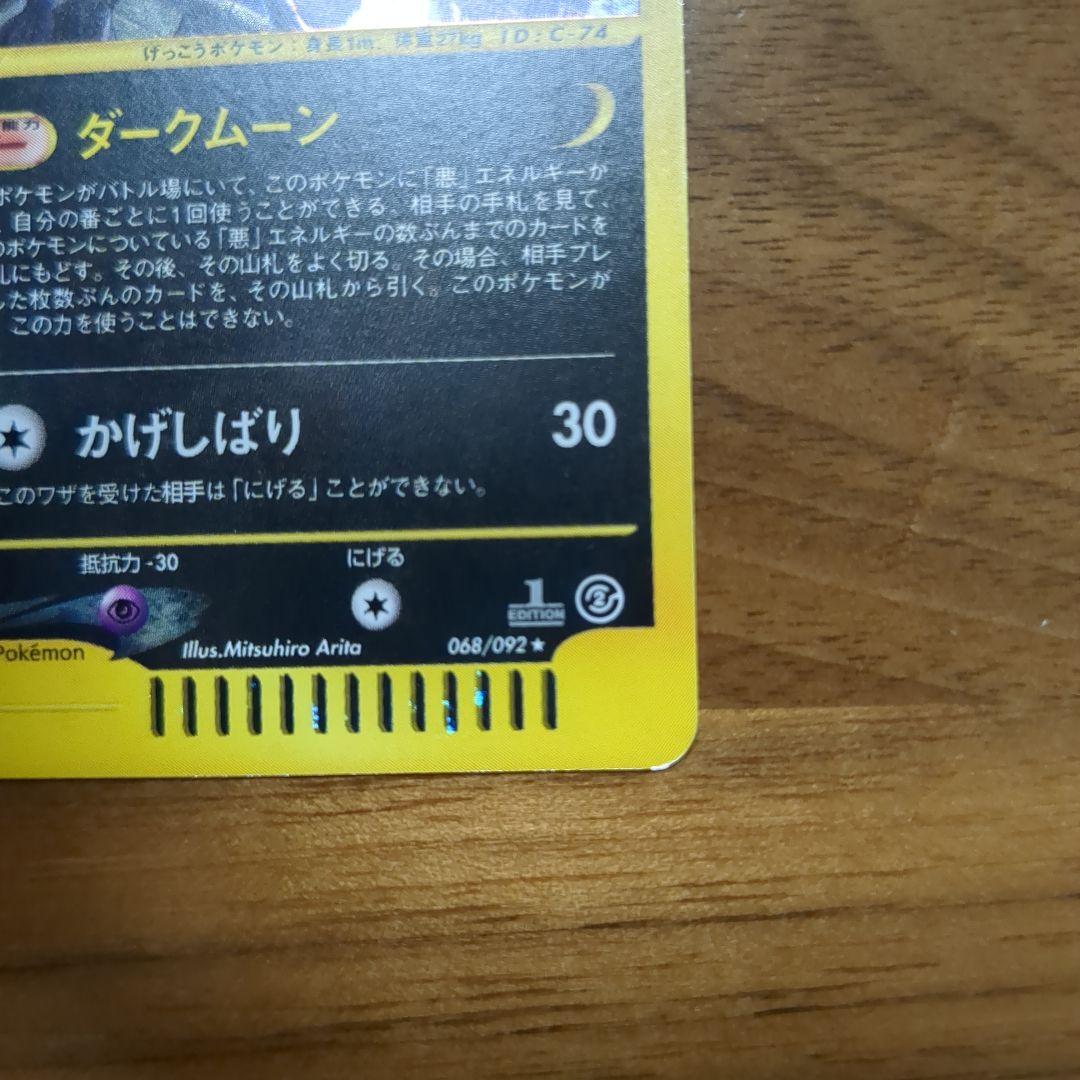 げっこうポケモン：身長1m、体重27kg ID:C-74
能力 ダークムーン
ポケモンがバトル場にいて、このポケモンに「悪」エネルギーか
、自分の番ごとに1回使うことができる。相手の手札を見て、
のポケモンについている「悪」エネルギーの数ぶんまでのカードを
札にもどす。その後、その山札をよく切る。その場合、相手プレ
した枚数ぶんのカードを、その山札から引く。このポケモンが
、この力を使うことはできない。
かげしばり 30
このワザを受けた相手は「にげる」ことができない。
抵抗力 -30 にげる
1 EDITION 2
Pokémon Illus.Mitsuhiro Arita 068/092★